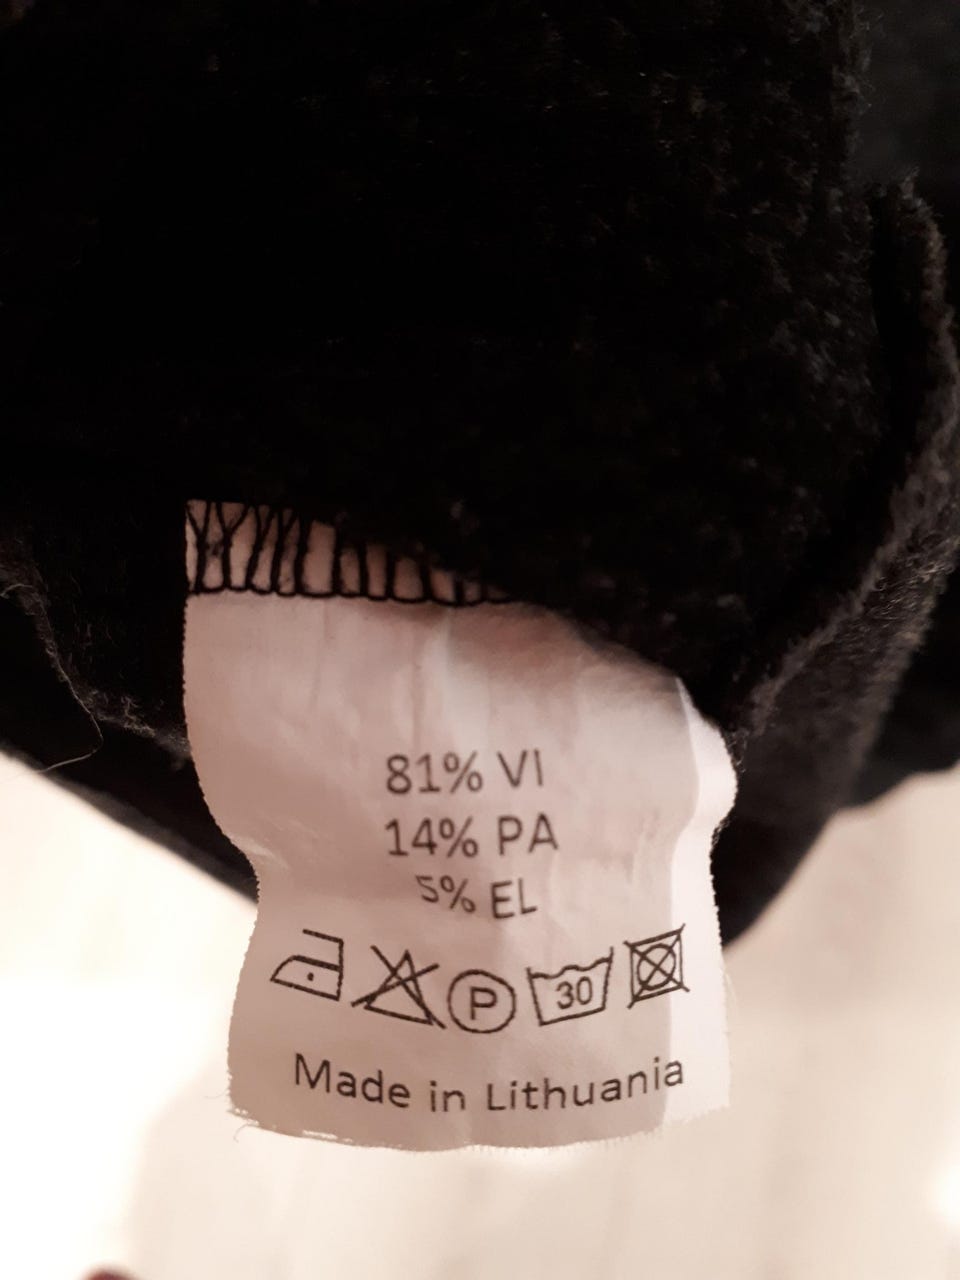 81% VI
14% PA
5% EL
P 30
Made in Lithuania